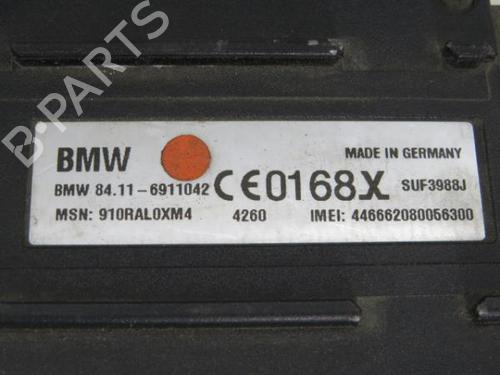 B-PARTS
BMW
MADE IN GERMANY
BMW 84.11-6911042 CE0168X SUF3988J
MSN: 910RAL0XM4 4260 IMEI: 446662080056300